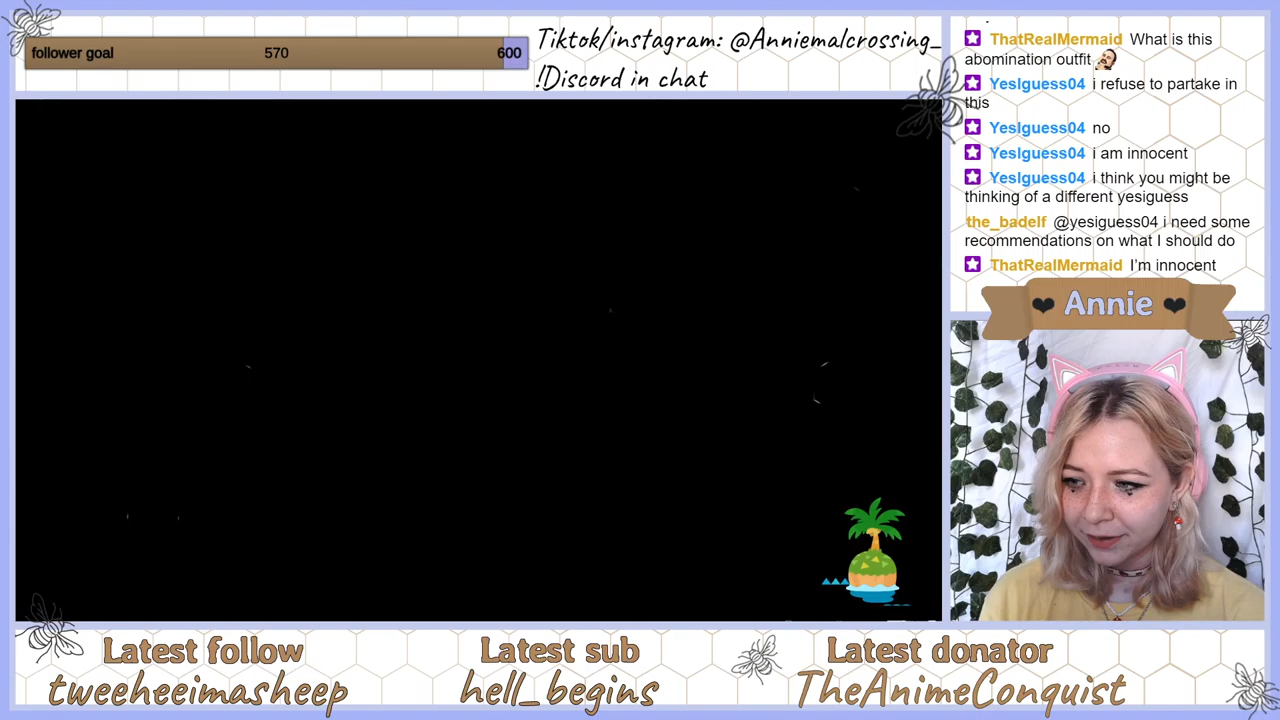 follower goal 570 600
Tiktok/instagram: @Anniemalcrossing_
!Discord in chat
ThatRealMermaid What is this
abomination outfit
YesIguess04 i refuse to partake in
this
YesIguess04 no
YesIguess04 i am innocent
YesIguess04 i think you might be
thinking of a different yesiguess
the_badelf @yesiguess04 i need some
recommendations on what I should do
ThatRealMermaid I'm innocent
Annie
Latest follow
tweeheeimasheep
Latest sub
hell_begins
Latest donator
TheAnimeConquist